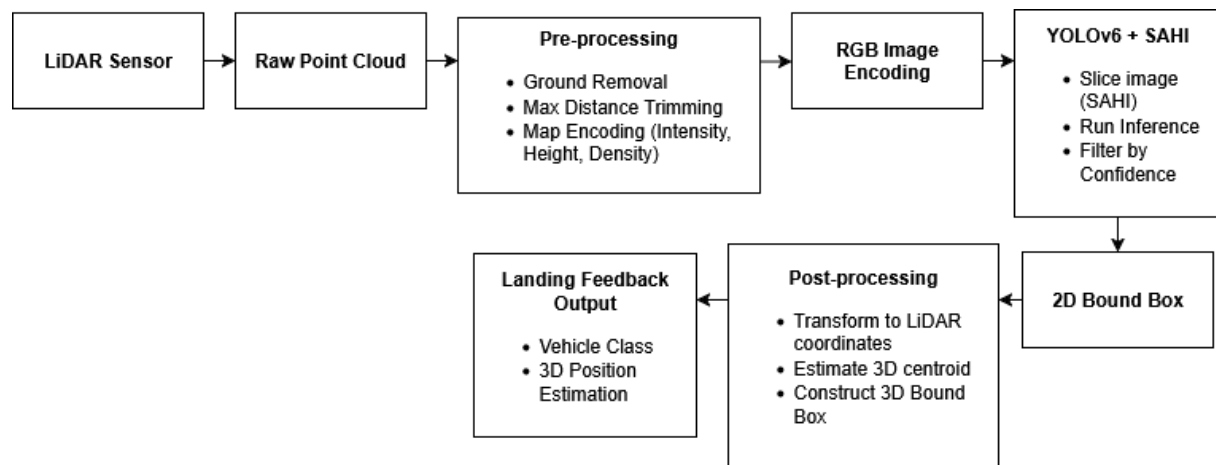 LiDAR Sensor
Raw Point Cloud
Pre-processing
• Ground Removal
• Max Distance Trimming
• Map Encoding (Intensity,
Height, Density)
RGB Image
Encoding
YOLOv6 + SAHI
• Slice image
(SAHI)
• Run Inference
• Filter by
Confidence
2D Bound Box
Post-processing
• Transform to LiDAR
coordinates
• Estimate 3D centroid
• Construct 3D Bound
Box
Landing Feedback
Output
• Vehicle Class
• 3D Position
Estimation